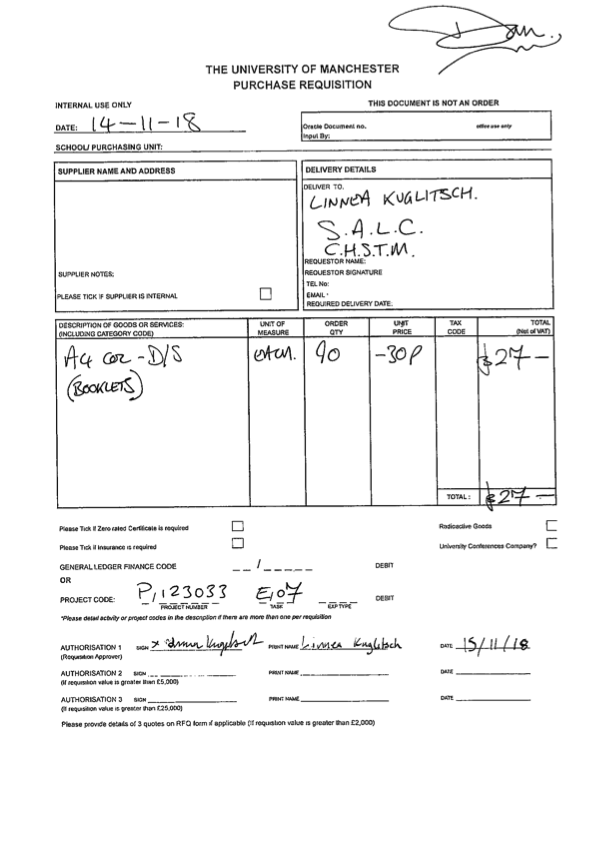 Dan.
THE UNIVERSITY OF MANCHESTER
PURCHASE REQUISITION
INTERNAL USE ONLY
THIS DOCUMENT IS NOT AN ORDER
DATE: 14-11-18
Oracle Document no. office use only
Input By:
SCHOOL/ PURCHASING UNIT:
SUPPLIER NAME AND ADDRESS
DELIVERY DETAILS
DELIVER TO.
LINNEA KUGLITSCH.
S.A.L.C.
C.H.S.T.M.
REQUESTOR NAME:
SUPPLIER NOTES:
REQUESTOR SIGNATURE
TEL No:
PLEASE TICK IF SUPPLIER IS INTERNAL
EMAIL *
REQUIRED DELIVERY DATE:
DESCRIPTION OF GOODS OR SERVICES: (INCLUDING CATEGORY CODE) UNIT OF MEASURE ORDER QTY UNIT PRICE TAX CODE TOTAL (Net of VAT)
A4 COL - D/S EACH. 90 -30P £27 —
(BOOKLETS)
TOTAL: £27 —
Please Tick If Zero rated Certificate is required
Radioactive Goods
Please Tick if Insurance is required
University Conferences Company?
GENERAL LEDGER FINANCE CODE _ _ / _ _ _ _ _ DEBIT
OR
PROJECT CODE: P, 123033 E,07 DEBIT
PROJECT NUMBER TASK EXP TYPE
*Please detail activity or project codes in the description if there are more than one per requisition
AUTHORISATION 1 SIGN x Linnea Kuglitsch PRINT NAME Linnea Kuglitsch DATE 15/11/18
(Requisition Approver)
AUTHORISATION 2 SIGN PRINT NAME DATE
(If requisition value is greater than £5,000)
AUTHORISATION 3 SIGN PRINT NAME DATE
(If requisition value is greater than £25,000)
Please provide details of 3 quotes on RFQ form if applicable (If requistion value is greater than £2,000)